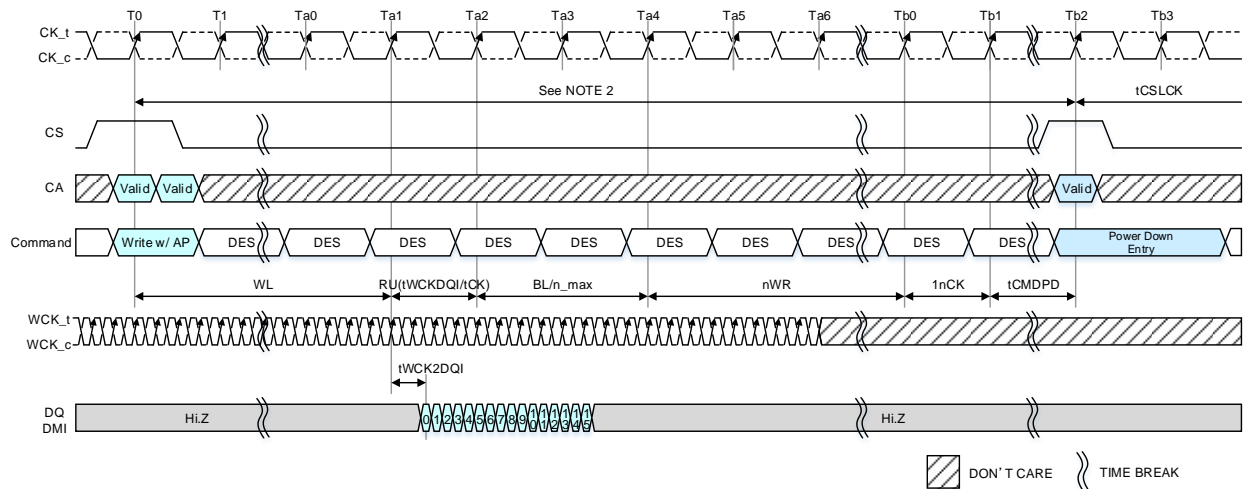 T0 T1 Ta0 Ta1 Ta2 Ta3 Ta4 Ta5 Ta6 Tb0 Tb1 Tb2 Tb3
CK_t
CK_c
See NOTE 2 tCSLCK
CS
CA Valid Valid Valid
Command Write w/ AP DES DES DES DES DES DES DES DES DES DES Power Down
Entry
WL RU(tWCKDQI/tCK) BL/n_max nWR 1nCK tCMDPD
WCK_t
WCK_c
tWCK2DQI
DQ
DMI
Hi.Z 0 1 2 3 4 5 6 7 8 9 10 11 12 13 14 15 Hi.Z
DON'T CARE TIME BREAK